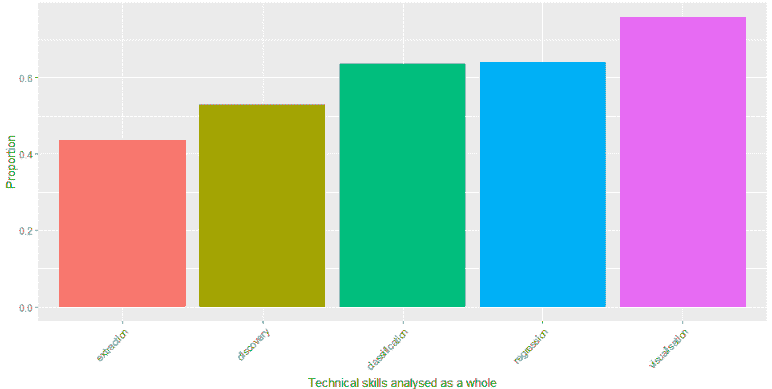 Proportion
0.6
0.4
0.2
0.0
extraction
discovery
classification
regression
visualisation
Technical skills analysed as a whole